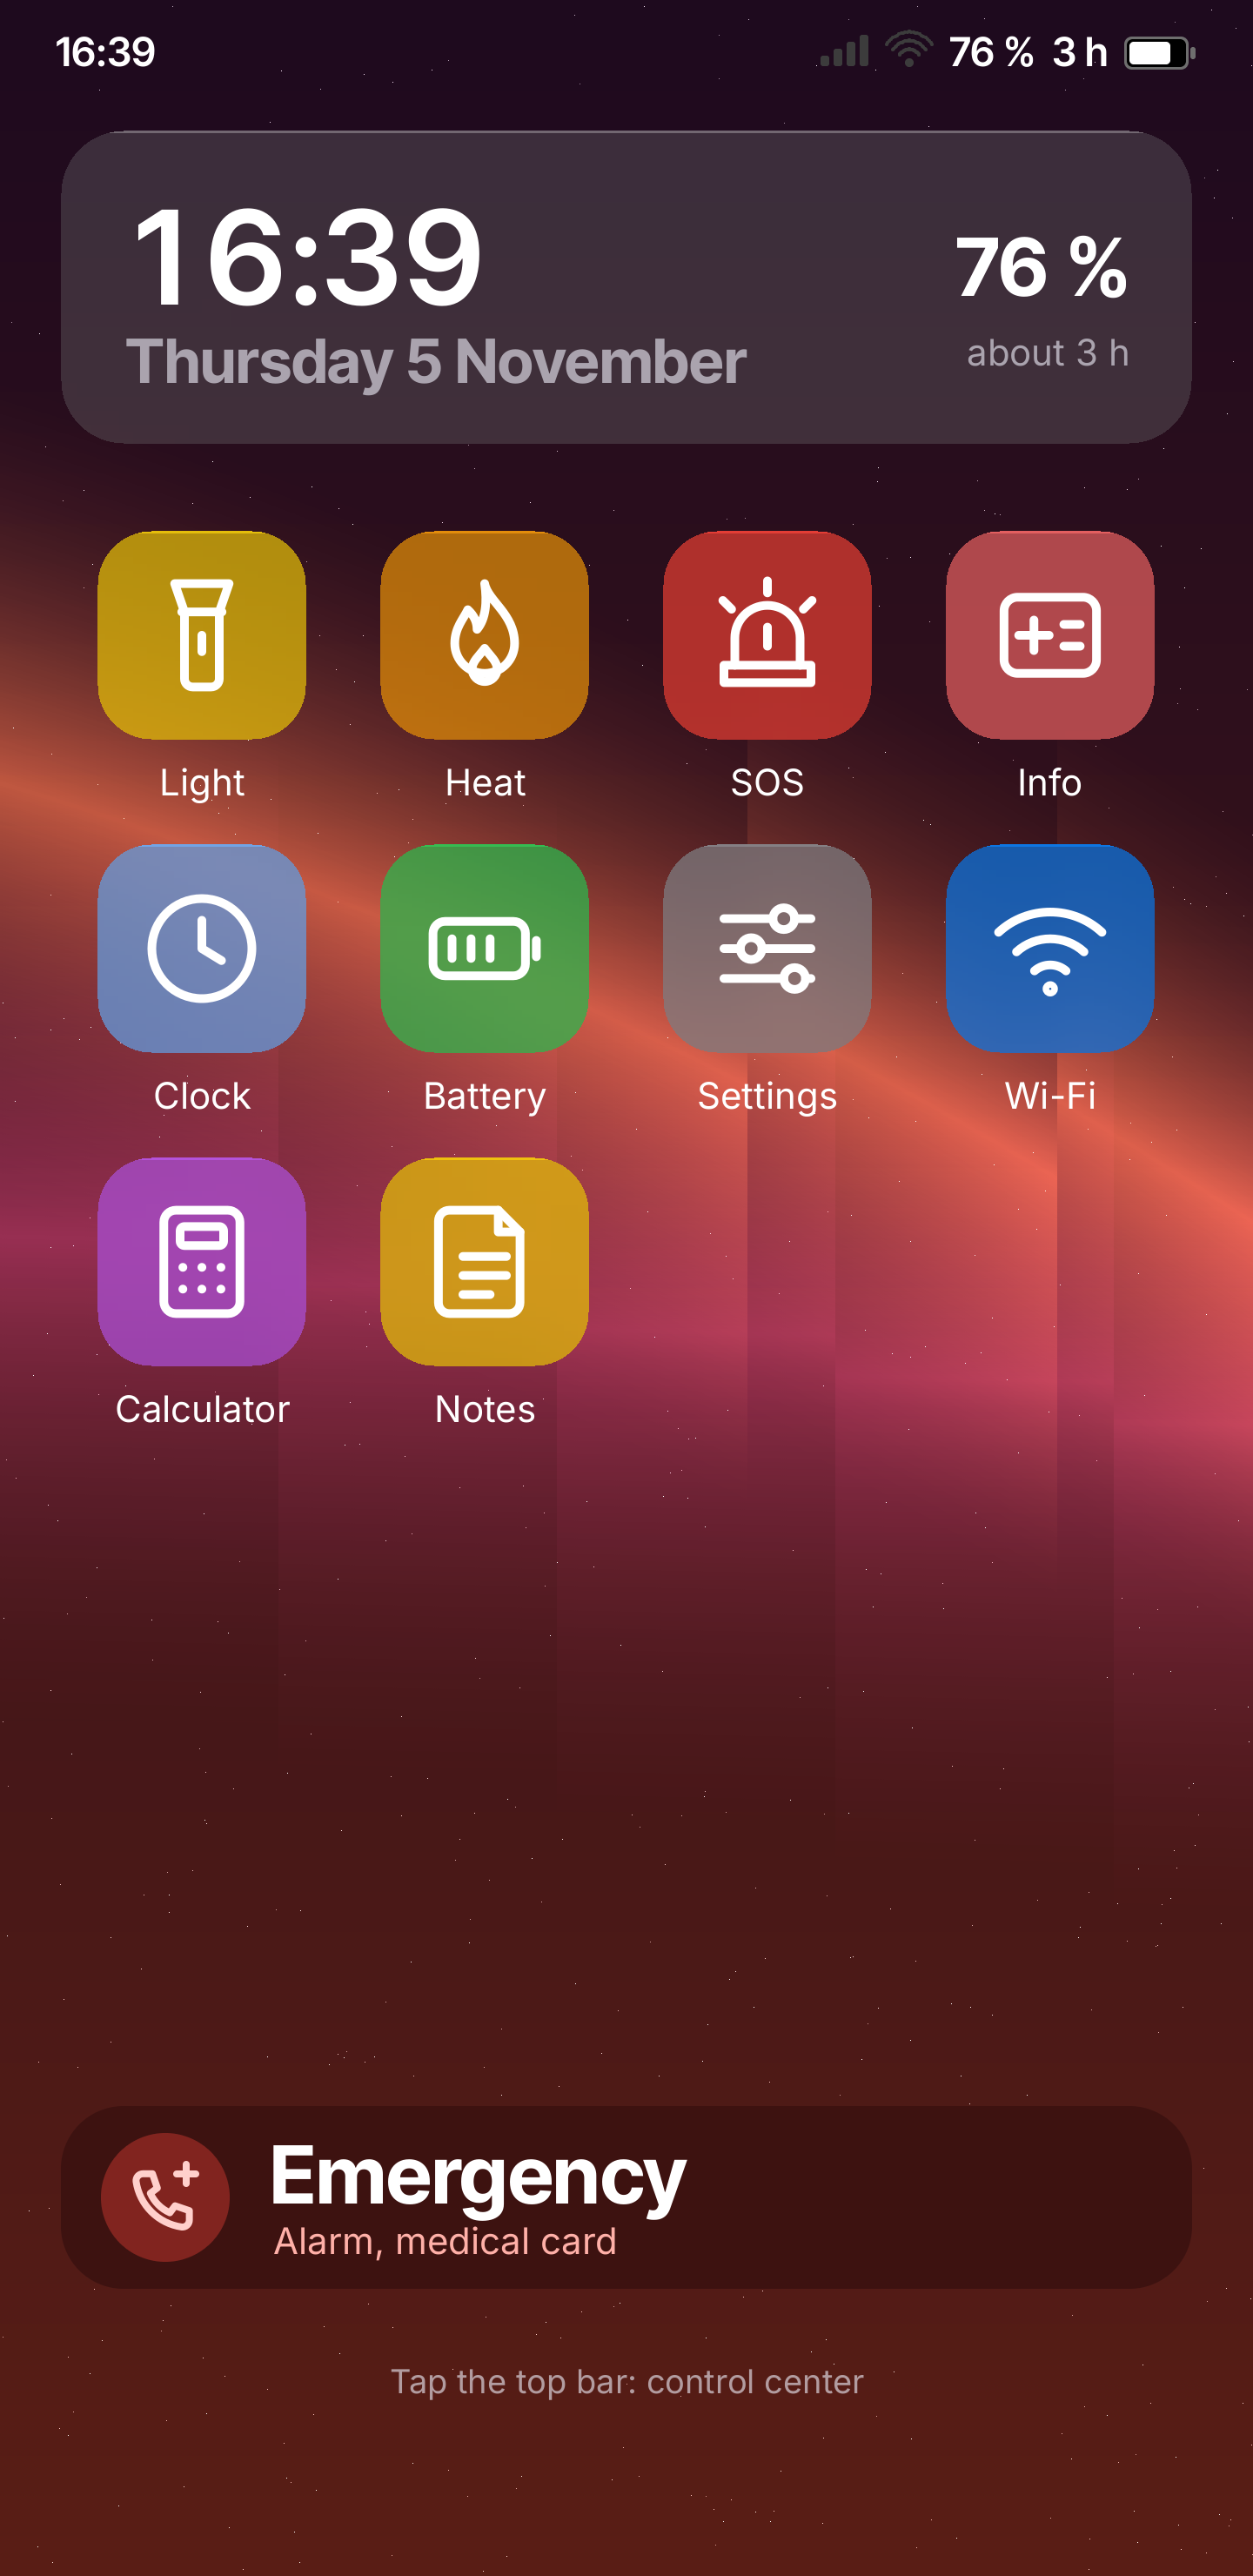 16:39 76 % 3 h
16:39
76 %
Thursday 5 November
about 3 h
Light Heat SOS Info
Clock Battery Settings Wi-Fi
Calculator Notes
Emergency
Alarm, medical card
Tap the top bar: control center